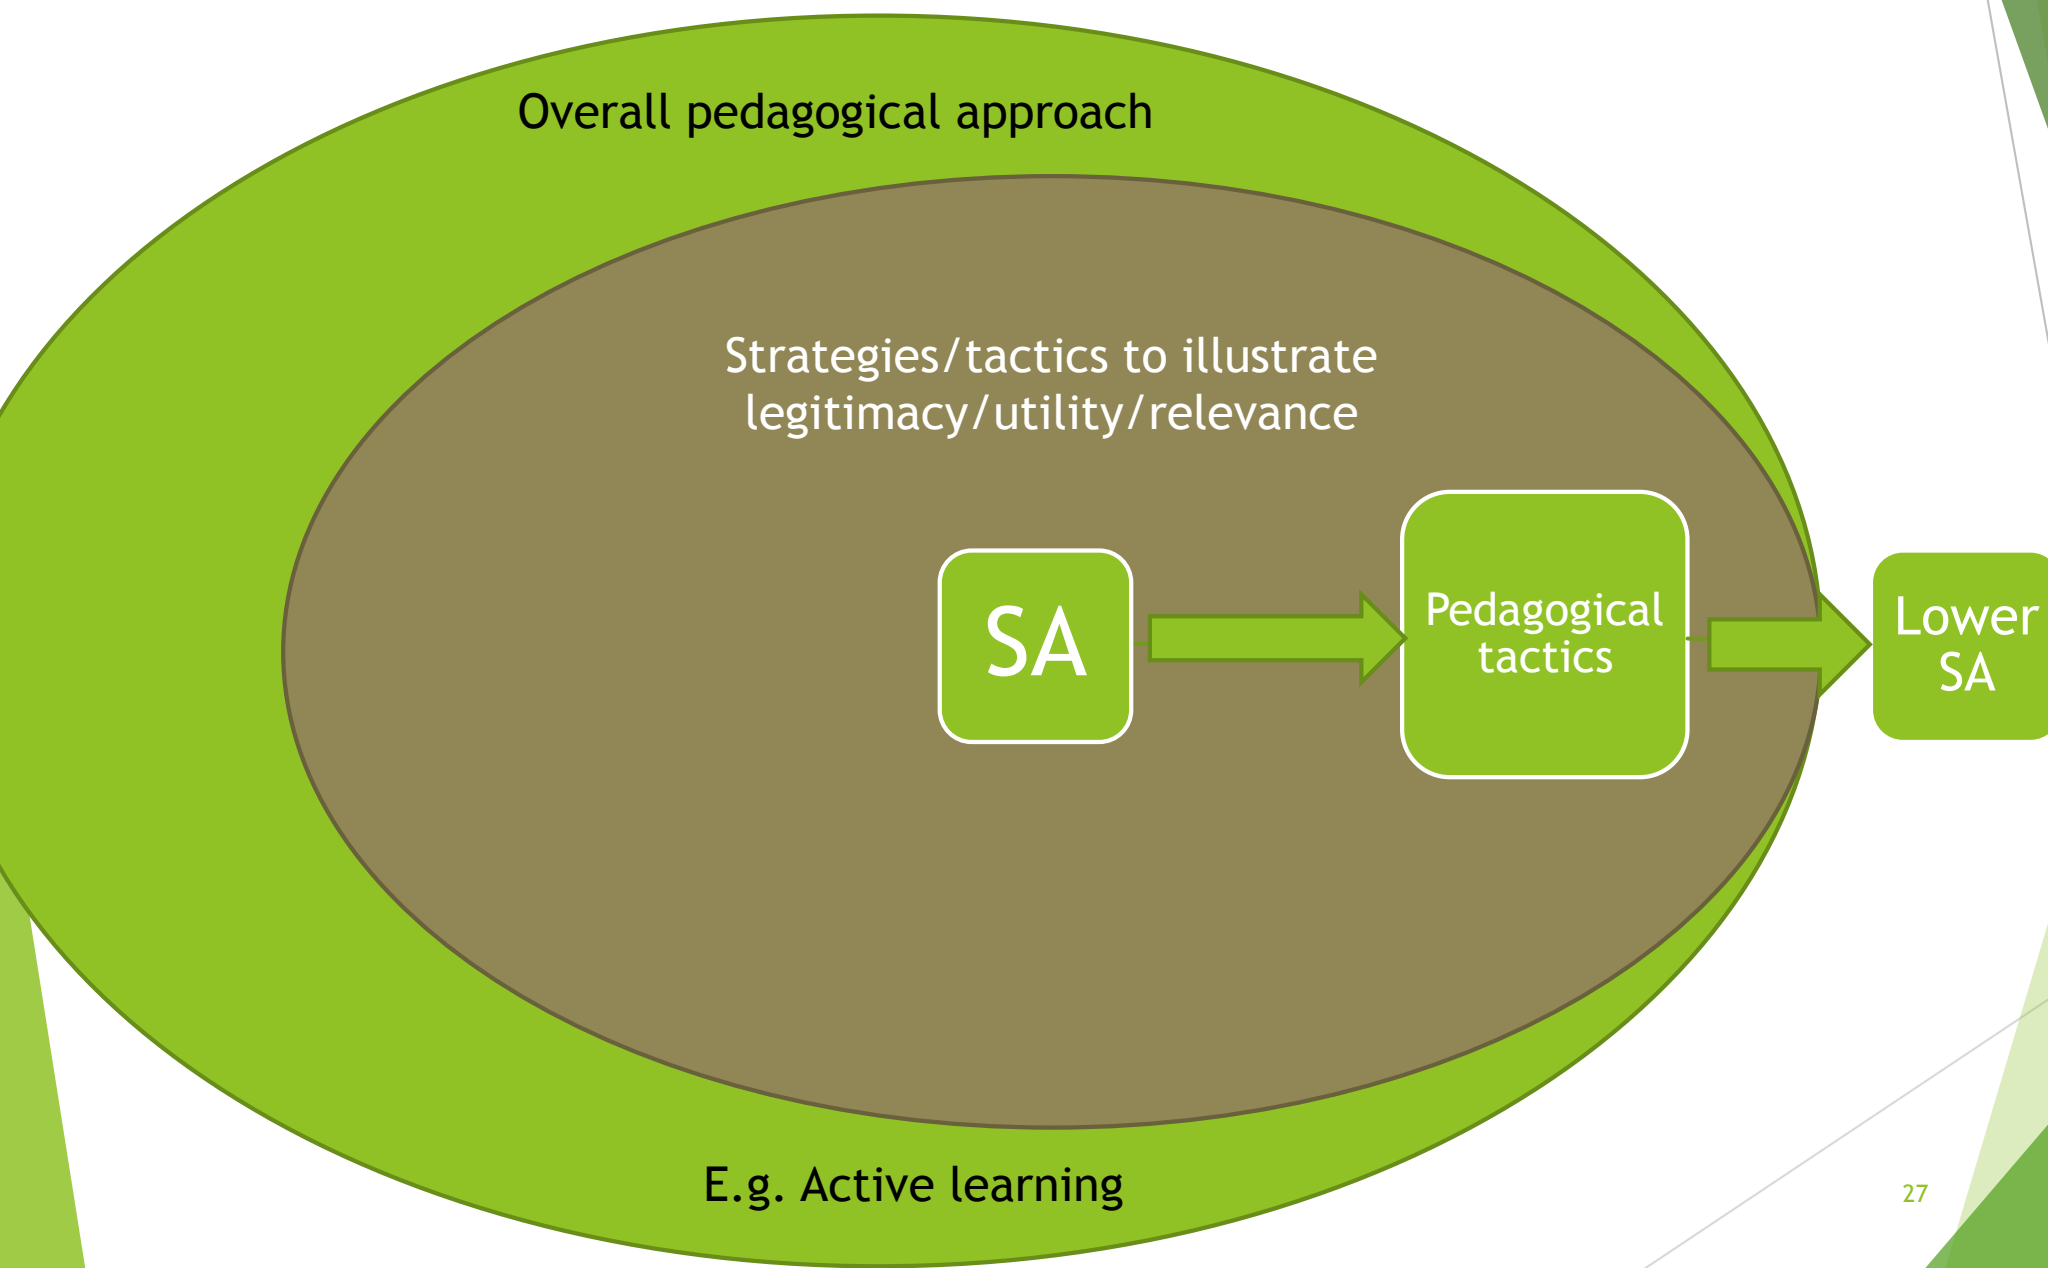 Overall pedagogical approach
Strategies/tactics to illustrate
legitimacy/utility/relevance
SA
Pedagogical
tactics
Lower
SA
E.g. Active learning
27